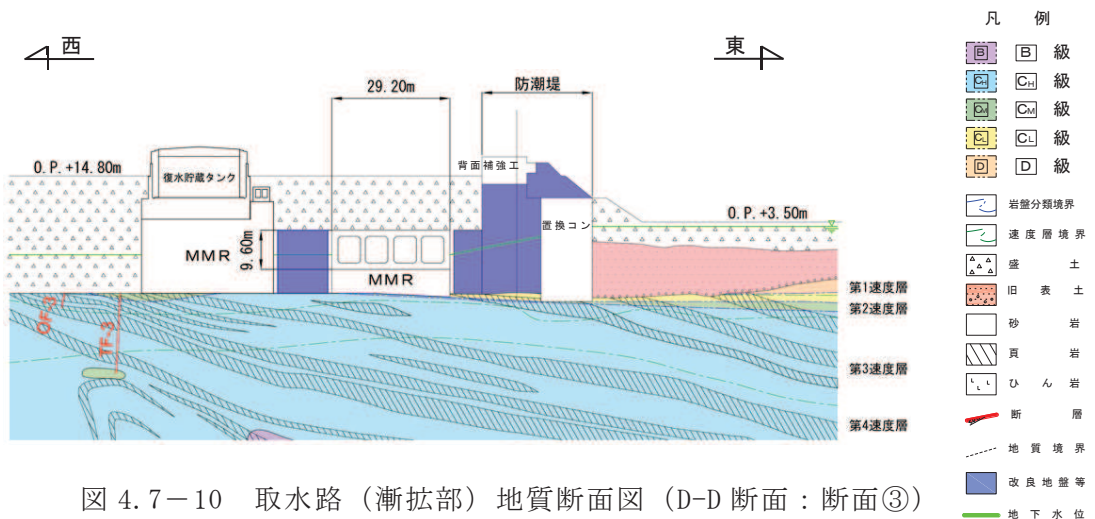 西
東
29.20m
防潮堤
背面補強工
O.P.+14.80m
復水貯蔵タンク
置換コン
O.P.+3.50m
MMR
9.60m
MMR
第1速度層
第2速度層
OF-3
TF-3
第3速度層
第4速度層
凡 例
B B 級
CH CH 級
CM CM 級
CL CL 級
D D 級
岩盤分類境界
速度層境界
盛 土
旧 表 土
砂 岩
頁 岩
ひ ん 岩
断 層
地 質 境 界
改 良 地 盤 等
地 下 水 位
図 4.7-10 取水路(漸拡部)地質断面図(D-D 断面:断面③)